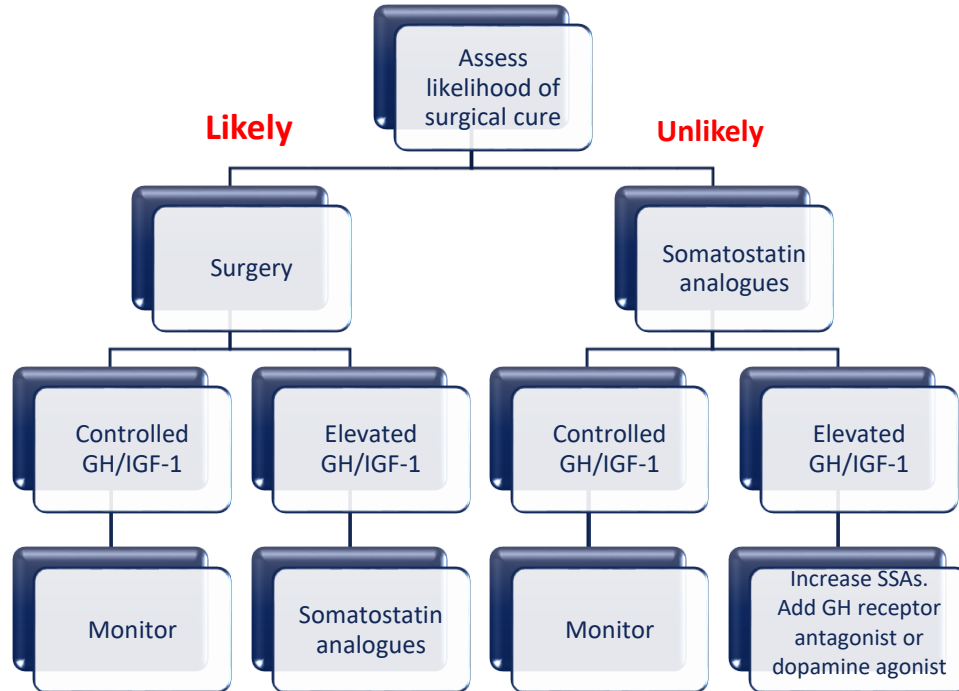 Assess
likelihood of
surgical cure
Likely
Unlikely
Surgery
Somatostatin
analogues
Controlled
GH/IGF-1
Elevated
GH/IGF-1
Controlled
GH/IGF-1
Elevated
GH/IGF-1
Monitor
Somatostatin
analogues
Monitor
Increase SSAs.
Add GH receptor
antagonist or
dopamine agonist